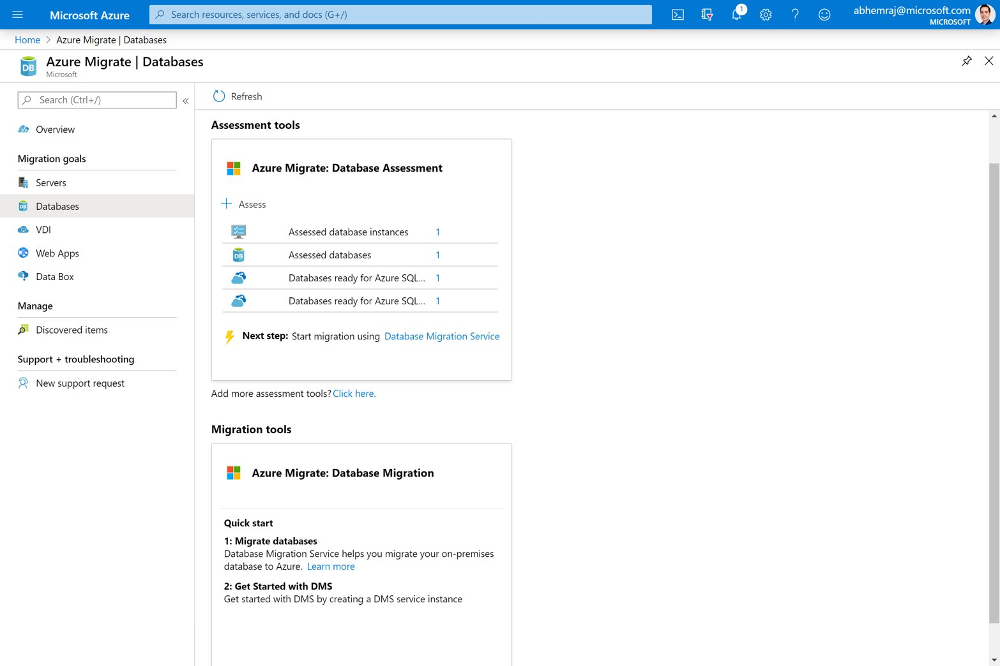 Microsoft Azure
Search resources, services, and docs (G+/)
1
abhemraj@microsoft.com
MICROSOFT
Home > Azure Migrate | Databases
DB
Azure Migrate | Databases
Microsoft
Search (Ctrl+/)
«
Overview
Migration goals
Servers
Databases
VDI
Web Apps
Data Box
Manage
Discovered items
Support + troubleshooting
New support request
Refresh
Assessment tools
Azure Migrate: Database Assessment
+ Assess
Assessed database instances 1
DB Assessed databases 1
Databases ready for Azure SQL... 1
Databases ready for Azure SQL... 1
Next step: Start migration using Database Migration Service
Add more assessment tools? Click here.
Migration tools
Azure Migrate: Database Migration
Quick start
1: Migrate databases
Database Migration Service helps you migrate your on-premises
database to Azure. Learn more
2: Get Started with DMS
Get started with DMS by creating a DMS service instance